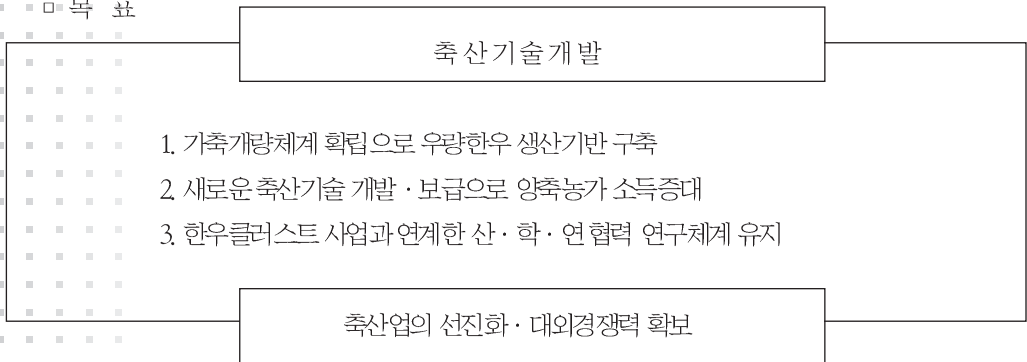 □ 목 표
축산기술개발
1. 가축개량체계 확립으로 우량한우 생산기반 구축
2. 새로운 축산기술 개발 · 보급으로 양축농가 소득증대
3. 한우클러스트 사업과 연계한 산 · 학 · 연 협력 연구체계 유지
축산업의 선진화 · 대외경쟁력 확보